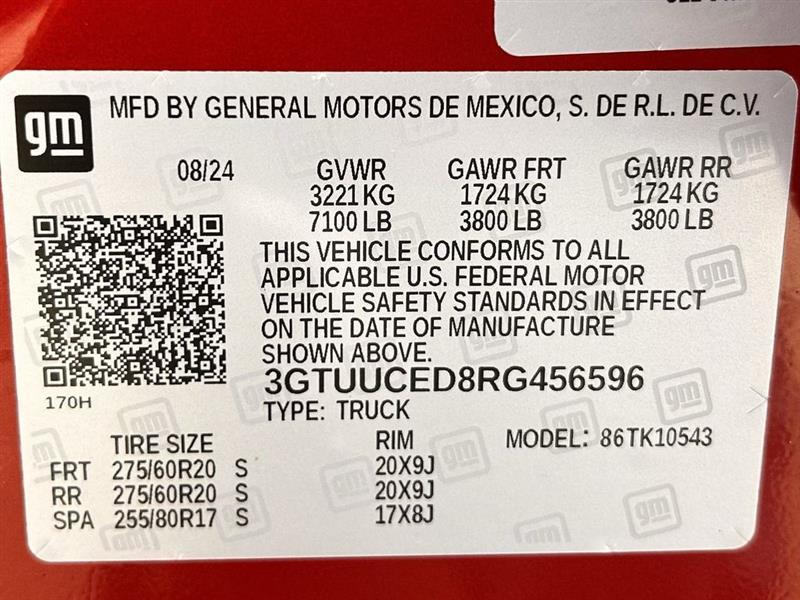 gm
MFD BY GENERAL MOTORS DE MEXICO, S. DE R.L. DE C.V.
08/24 GVWR GAWR FRT GAWR RR
3221 KG 1724 KG 1724 KG
7100 LB 3800 LB 3800 LB
THIS VEHICLE CONFORMS TO ALL
APPLICABLE U.S. FEDERAL MOTOR
VEHICLE SAFETY STANDARDS IN EFFECT
ON THE DATE OF MANUFACTURE
SHOWN ABOVE.
170H
3GTUUCED8RG456596
TYPE: TRUCK
TIRE SIZE RIM MODEL: 86TK10543
FRT 275/60R20 S 20X9J
RR 275/60R20 S 20X9J
SPA 255/80R17 S 17X8J